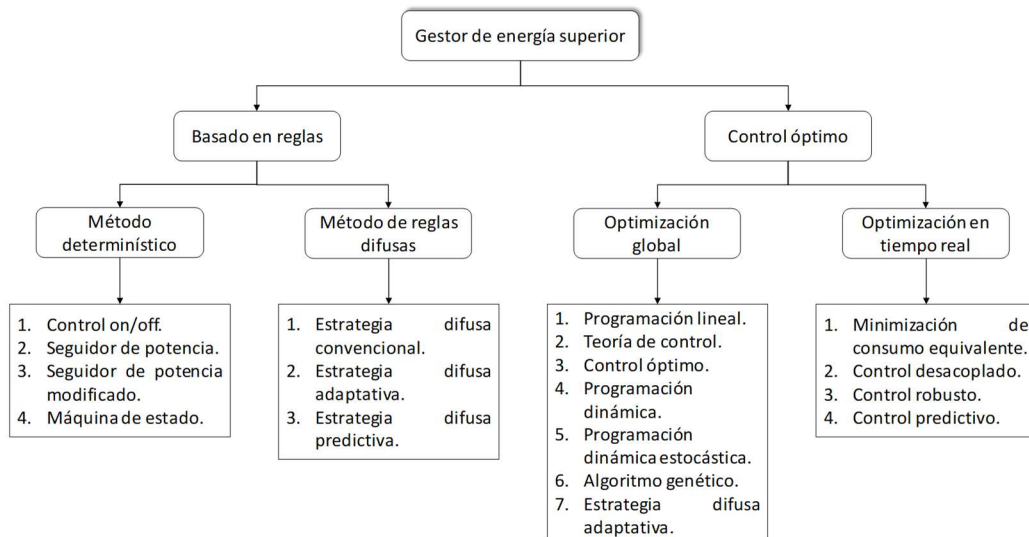 Gestor de energía superior
Basado en reglas
Control óptimo
Método
determinístico
Método de reglas
difusas
Optimización
global
Optimización en
tiempo real
1. Control on/off.
2. Seguidor de potencia.
3. Seguidor de potencia
modificado.
4. Máquina de estado.
1. Estrategia difusa
convencional.
2. Estrategia difusa
adaptativa.
3. Estrategia difusa
predictiva.
1. Programación lineal.
2. Teoría de control.
3. Control óptimo.
4. Programación
dinámica.
5. Programación
dinámica estocástica.
6. Algoritmo genético.
7. Estrategia difusa
adaptativa.
1. Minimización de
consumo equivalente.
2. Control desacoplado.
3. Control robusto.
4. Control predictivo.